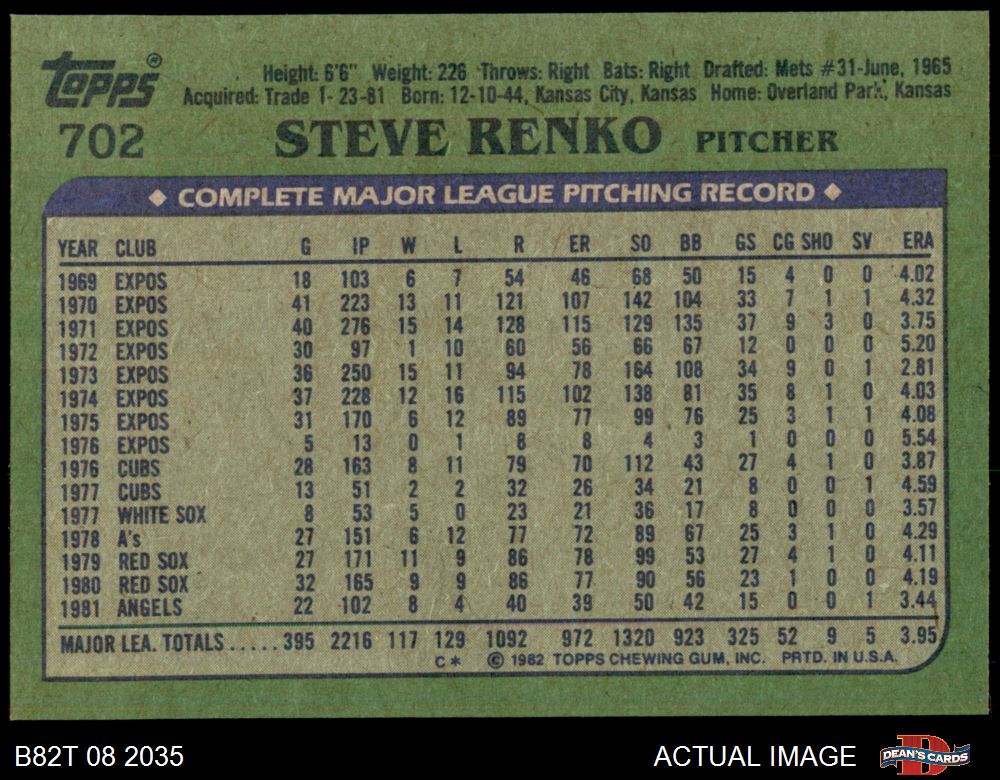 TOPPS®
Height: 6'6" Weight: 226 Throws: Right Bats: Right Drafted: Mets #31-June, 1965
Acquired: Trade 1-23-81 Born: 12-10-44, Kansas City, Kansas Home: Overland Park, Kansas
702 STEVE RENKO PITCHER
◆ COMPLETE MAJOR LEAGUE PITCHING RECORD ◆
YEAR CLUB G IP W L R ER SO BB GS CG SHO SV ERA
1969 EXPOS 18 103 6 7 54 46 68 50 15 4 0 0 4.02
1970 EXPOS 41 223 13 11 121 107 142 104 33 7 1 1 4.32
1971 EXPOS 40 276 15 14 128 115 129 135 37 9 3 0 3.75
1972 EXPOS 30 97 1 10 60 56 66 67 12 0 0 0 5.20
1973 EXPOS 36 250 15 11 94 78 164 108 34 9 0 1 2.81
1974 EXPOS 37 228 12 16 115 102 138 81 35 8 1 0 4.03
1975 EXPOS 31 170 6 12 89 77 99 76 25 3 1 1 4.08
1976 EXPOS 5 13 0 1 8 8 4 3 1 0 0 0 5.54
1976 CUBS 28 163 8 11 79 70 112 43 27 4 1 0 3.87
1977 CUBS 13 51 2 2 32 26 34 21 8 0 0 1 4.59
1977 WHITE SOX 8 53 5 0 23 21 36 17 8 0 0 0 3.57
1978 A's 27 151 6 12 77 72 89 67 25 3 1 0 4.29
1979 RED SOX 27 171 11 9 86 78 99 53 27 4 1 0 4.11
1980 RED SOX 32 165 9 9 86 77 90 56 23 1 0 0 4.19
1981 ANGELS 22 102 8 4 40 39 50 42 15 0 0 1 3.44
MAJOR LEA. TOTALS.....395 2216 117 129 1092 972 1320 923 325 52 9 5 3.95
C* © 1982 TOPPS CHEWING GUM, INC. PRTD. IN U.S.A.
B82T 08 2035 ACTUAL IMAGE DEAN'S CARDS